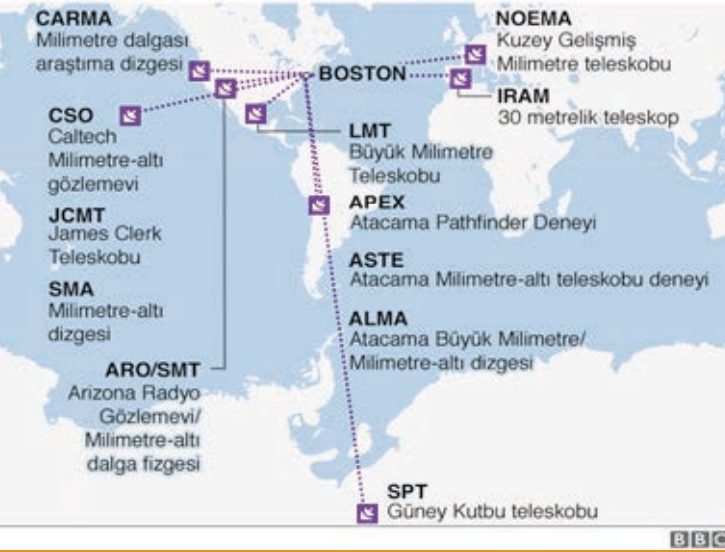 CARMA
Milimetre dalgası
araştıma dizgesi
CSO
Caltech
Milimetre-altı
gözlemevi
JCMT
James Clerk
Teleskobu
SMA
Milimetre-altı
dizgesi
ARO/SMT
Arizona Radyo
Gözlemevi/
Milimetre-altı
dalga fizgesi
BOSTON
NOEMA
Kuzey Gelişmiş
Milimetre teleskobu
IRAM
30 metrelik teleskop
LMT
Büyük Milimetre
Teleskobu
APEX
Atacama Pathfinder Deneyi
ASTE
Atacama Milimetre-altı teleskobu deneyi
ALMA
Atacama Büyük Milimetre/
Milimetre-altı dizgesi
SPT
Güney Kutbu teleskobu
BBC